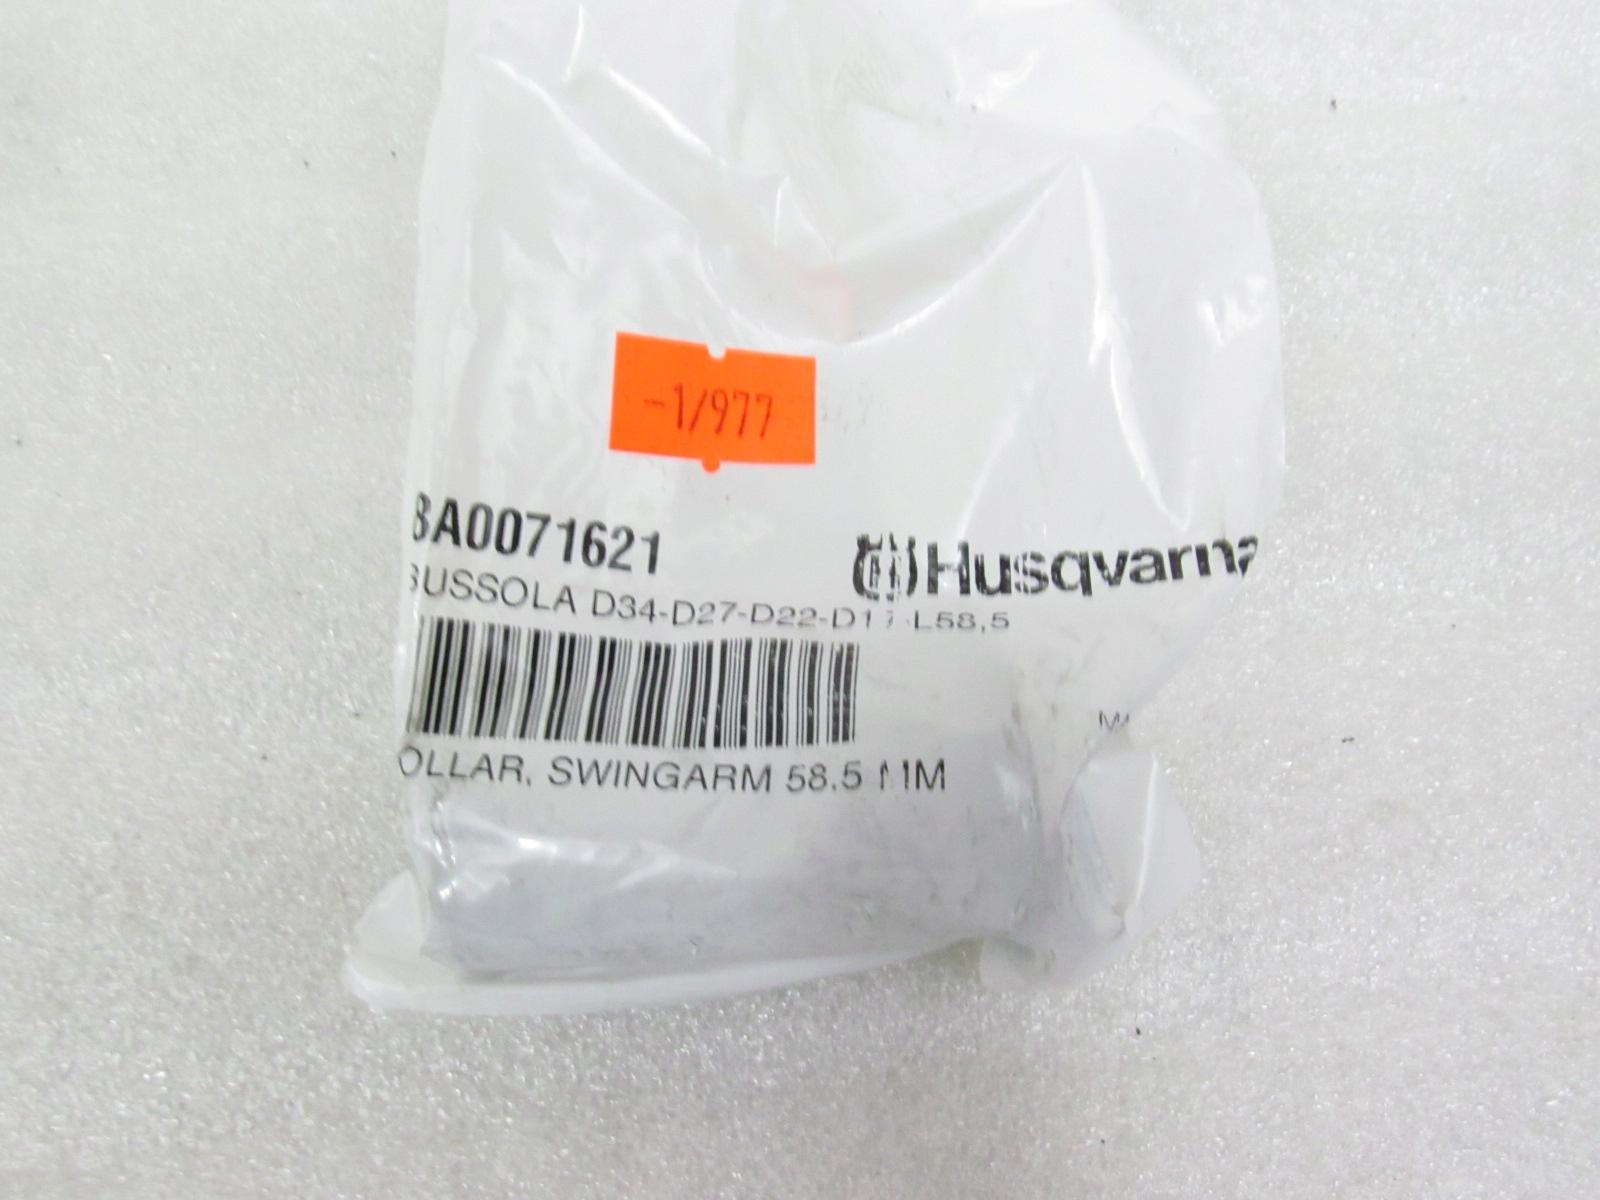 -1/977
8A0071621
Husqvarna
BUSSOLA D34-D27-D22-D17-L58,5
OLLAR, SWINGARM 58.5 MM